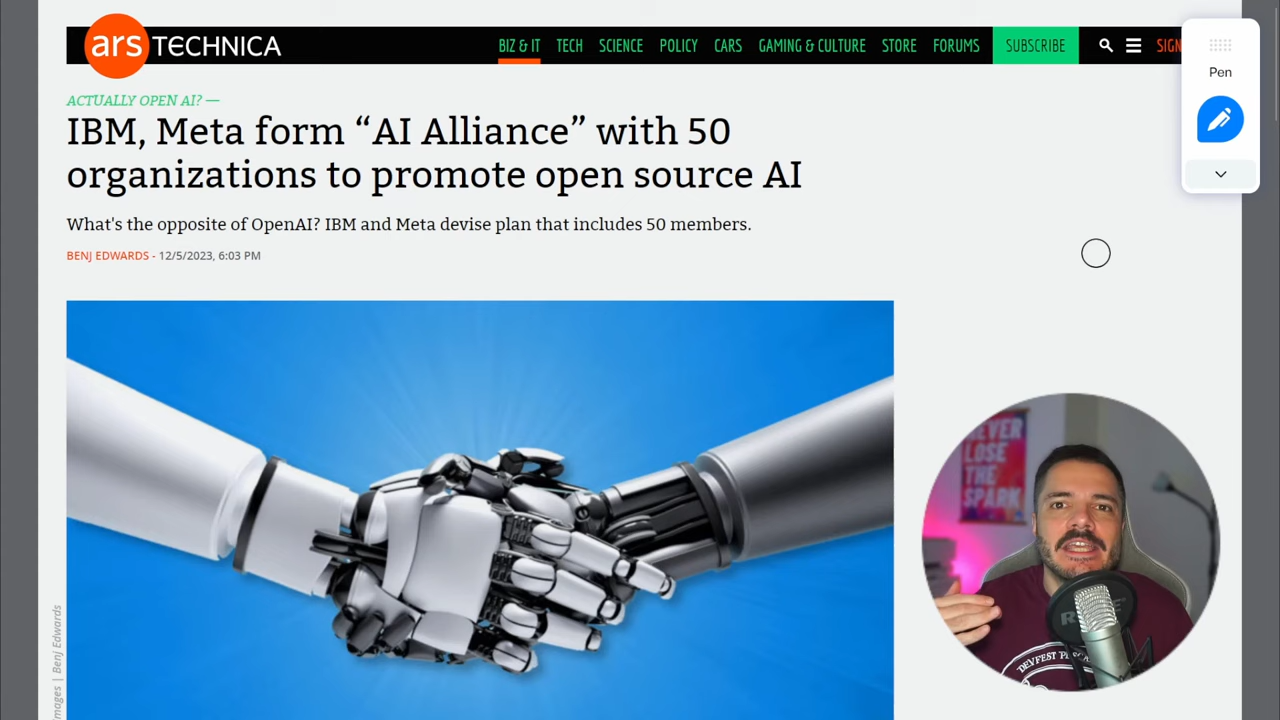 ars TECHNICA
BIZ & IT TECH SCIENCE POLICY CARS GAMING & CULTURE STORE FORUMS SUBSCRIBE SIGN
Pen
ACTUALLY OPEN AI? —
IBM, Meta form “AI Alliance” with 50
organizations to promote open source AI
What's the opposite of OpenAI? IBM and Meta devise plan that includes 50 members.
BENJ EDWARDS - 12/5/2023, 6:03 PM
mages | Benj Edwards
NEVER
LOSE
THE
SPARK
DEVFEST